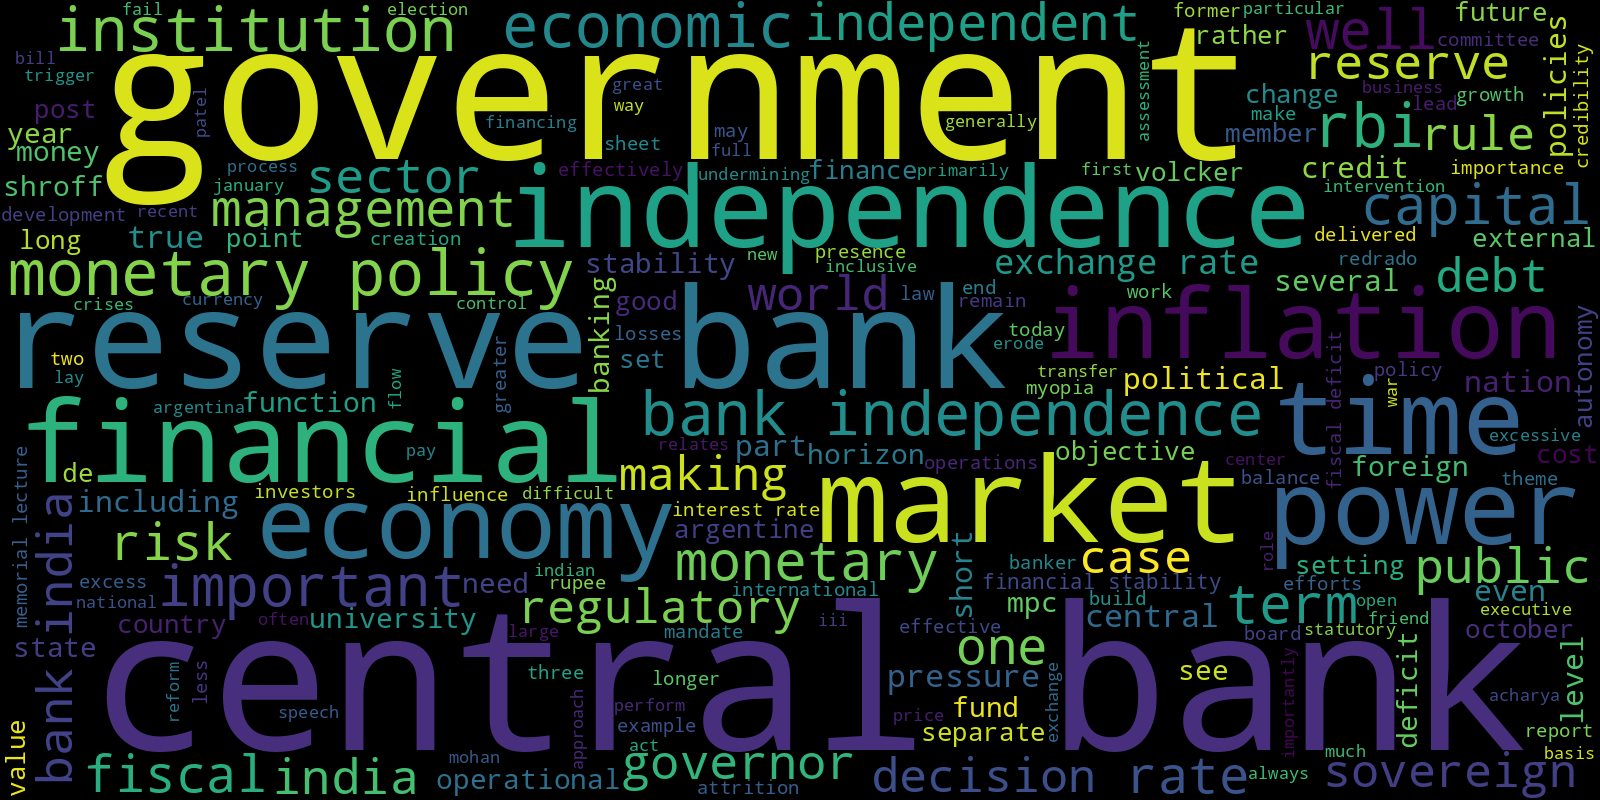 fail
election
institution
economic
independent
former
particular
future
rather
well
committee
policies
credibility
bill
trigger
government
reserve
post
patel
great
way
financing
generally
assessment
change
business
lead
growth
make
member
rbi
rule
year
money
sheet
may
full
process
effectively
undermining
finance
primarily
first
volcker
credit
importance
intervention
shroff
january
sector
independence
capital
development
recent
management
long
true
point
creation
delivered
external
monetary policy
stability
new
presence
inclusive
exchange rate
redrado
several
debt
crises
currency
control
banking
good
world
law
end
remain
work
inflation
autonomy
reserve bank
losses
set
today
erode
two
lay
greater
flow
transfer
myopia
political
fiscal deficit
policy
war
nation
argentina
function
financial
bank independence
time
excessive
cost
memorial lecture
de
pay
relates
part
horizon
operations
objective
center
balance
foreign
theme
including
investors
influence
difficult
making
interest rate
market
power
bank india
risk
economy
argentine
monetary
short
banker
case
role
setting
public
excess
national
important
need
indian
rupee
international
financial stability
mpc
build
efforts
even
country
often
university
regulatory
large
mandate
iii
effective
central
term
open
friend
executive
state
board
statutory
october
one
central bank
reform
less
speech
three
approach
longer
perform
example
pressure
price
see
fund
separate
exchange
importantly
deficit
acharya
level
report
value
fiscal
india
mohan
operational
act
governor
attrition
decision
rate
always
much
basis
sovereign